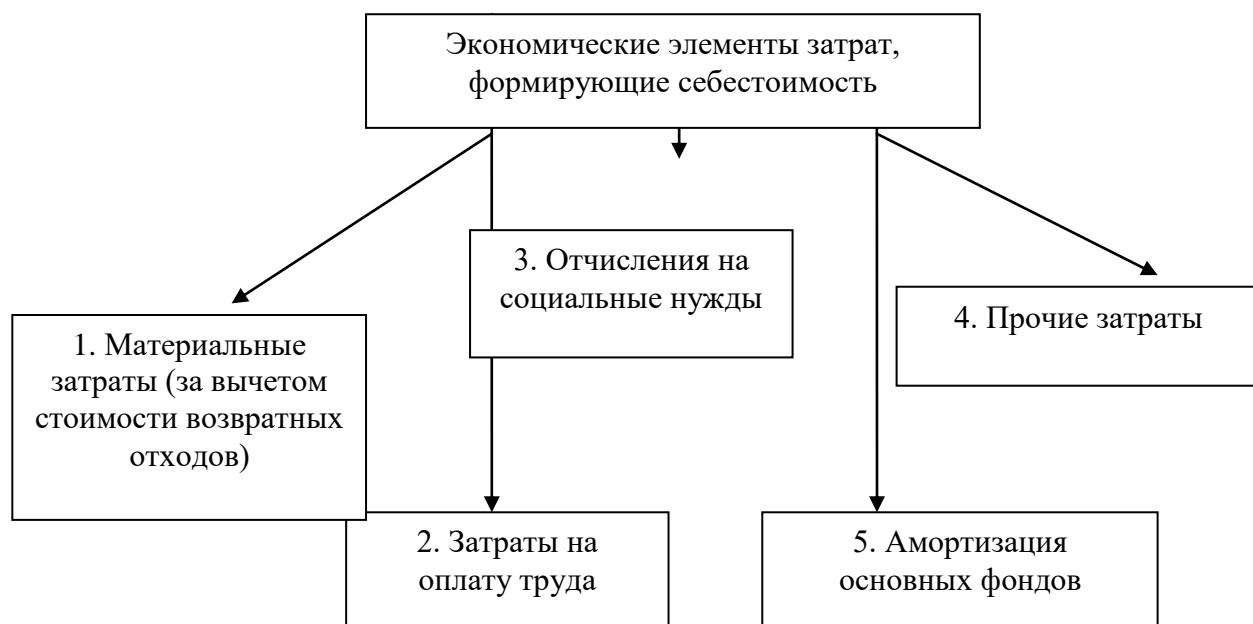 Экономические элементы затрат,
формирующие себестоимость
3. Отчисления на
социальные нужды
4. Прочие затраты
1. Материальные
затраты (за вычетом
стоимости возвратных
отходов)
2. Затраты на
оплату труда
5. Амортизация
основных фондов